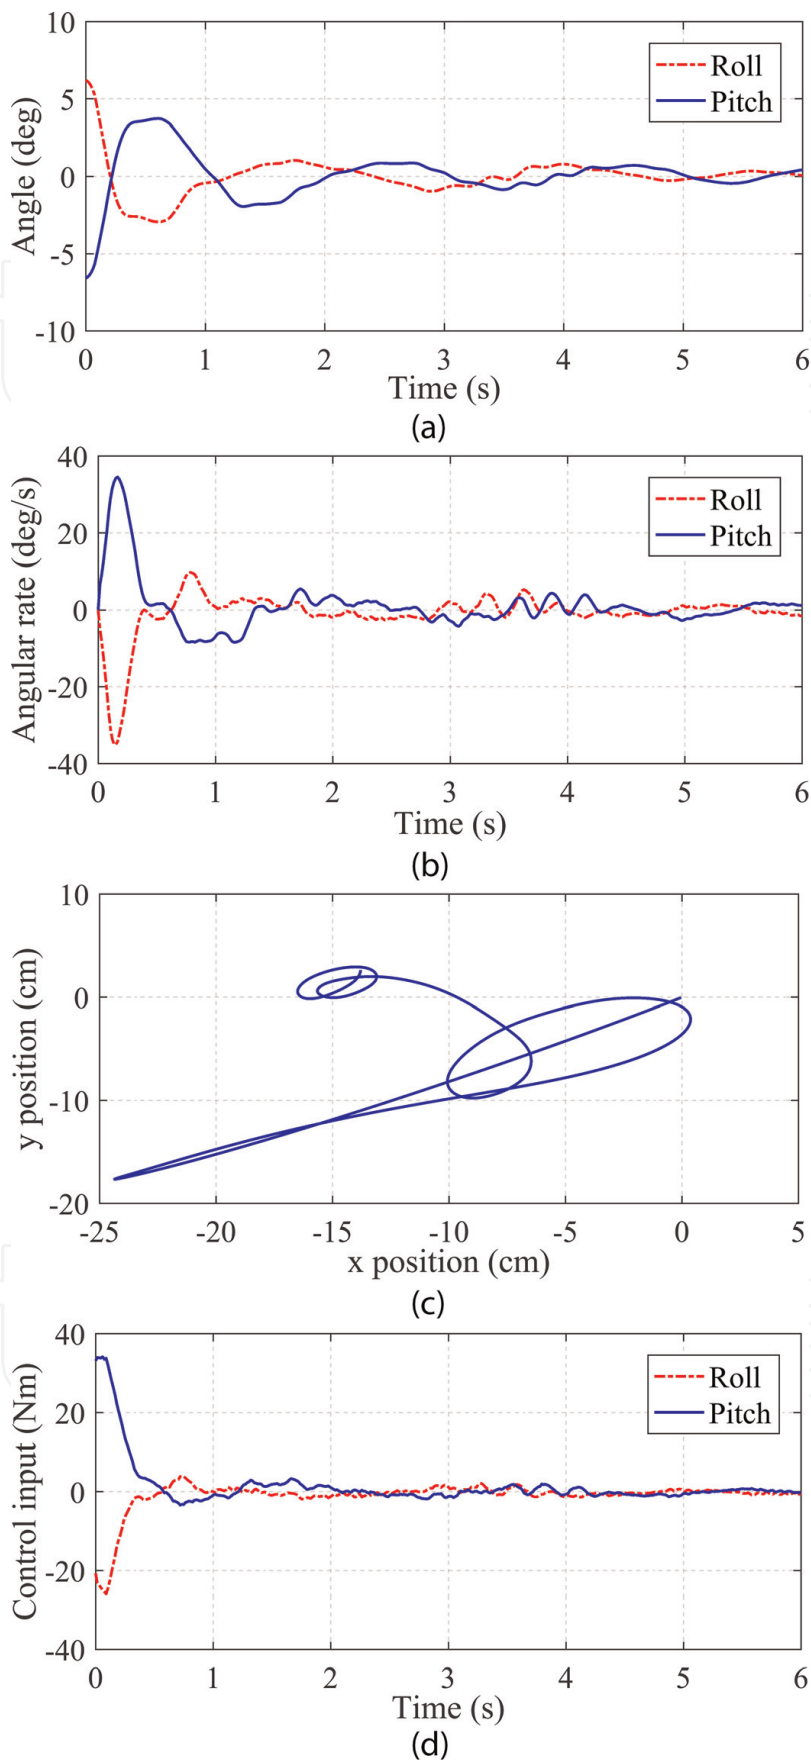 10
5
0
-5
-10
Angle (deg)
Roll
Pitch
0 1 2 3 4 5 6
Time (s)
(a)
40
20
0
-20
-40
Angular rate (deg/s)
Roll
Pitch
0 1 2 3 4 5 6
Time (s)
(b)
10
0
-10
-20
y position (cm)
-25 -20 -15 -10 -5 0 5
x position (cm)
(c)
40
20
0
-20
-40
Control input (Nm)
Roll
Pitch
0 1 2 3 4 5 6
Time (s)
(d)